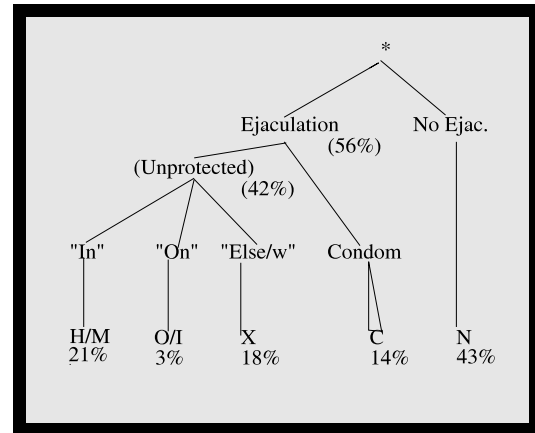 *
Ejaculation No Ejac.
(56%)
(Unprotected)
(42%)
"In" "On" "Else/w" Condom
H/M O/I X C N
21% 3% 18% 14% 43%